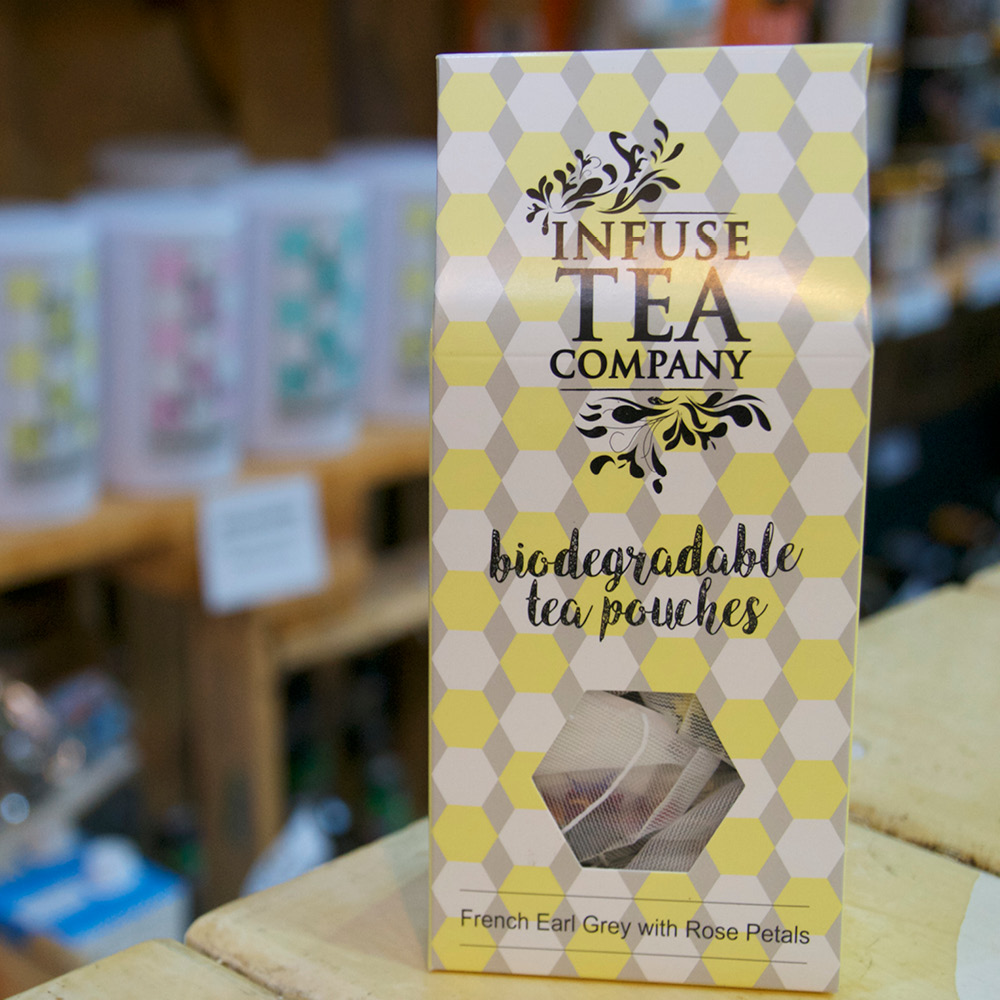 INFUSE
TEA
COMPANY
biodegradable
tea pouches
French Earl Grey with Rose Petals